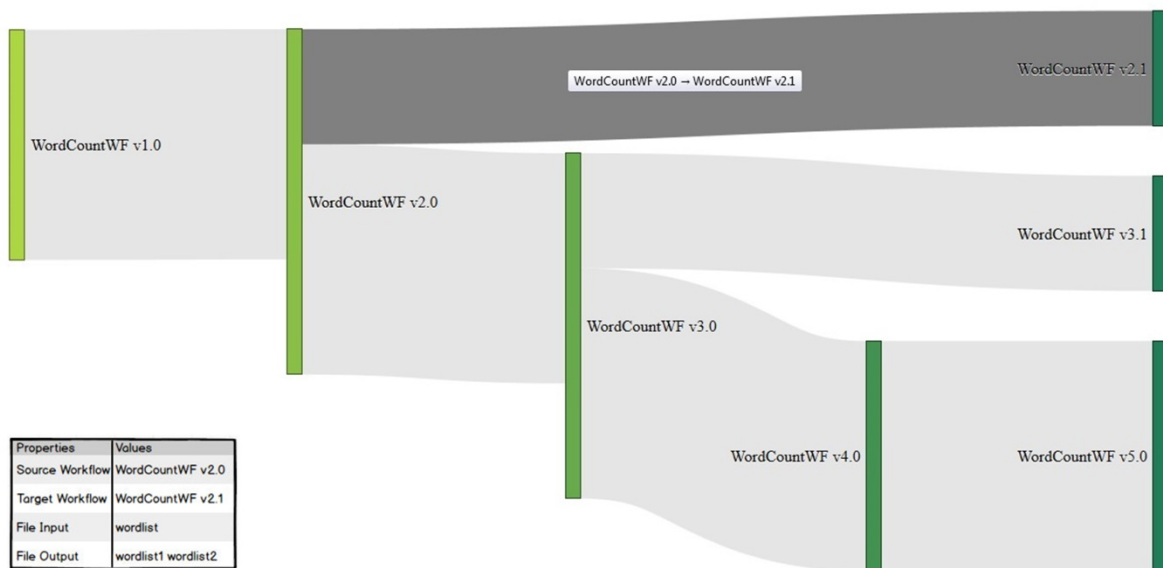 WordCountWF v2.1
WordCountWF v2.0 → WordCountWF v2.1
WordCountWF v1.0
WordCountWF v2.0
WordCountWF v3.1
WordCountWF v3.0
WordCountWF v4.0
WordCountWF v5.0
Properties Values
Source Workflow WordCountWF v2.0
Target Workflow WordCountWF v2.1
File Input wordlist
File Output wordlist1 wordlist2